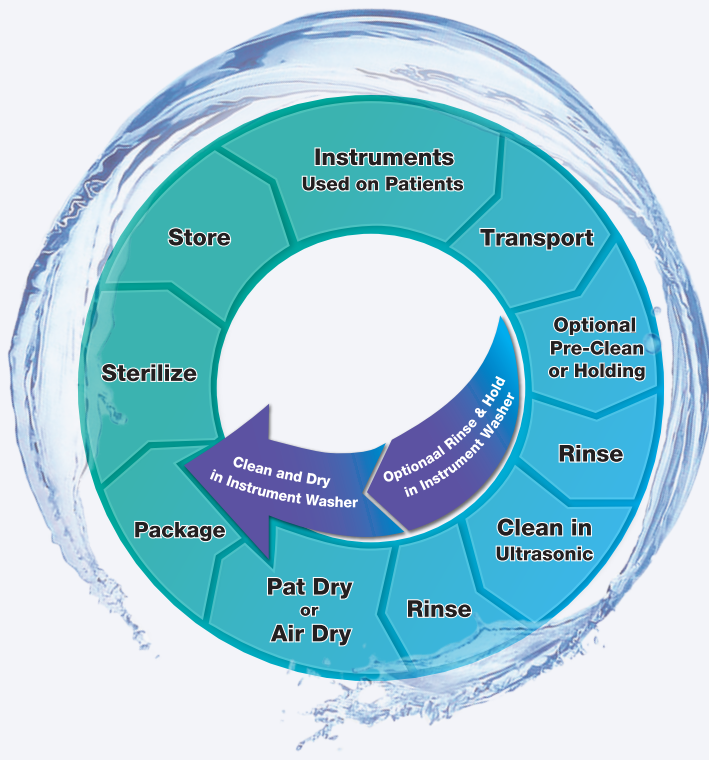 Instruments
Used on Patients
Transport
Optional
Pre-Clean
or Holding
Rinse
Clean in
Ultrasonic
Rinse
Pat Dry
or
Air Dry
Package
Sterilize
Store
Optionaal Rinse & Hold
in Instrument Washer
Clean and Dry
in Instrument Washer